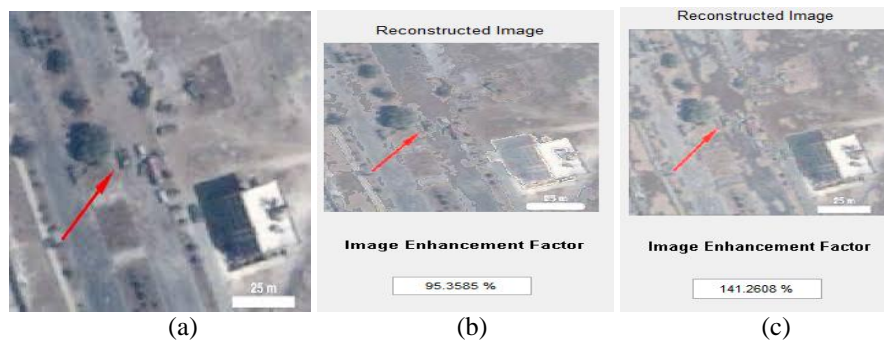 25 m
(a)
Reconstructed Image
25 m
Image Enhancement Factor
95.3585 %
(b)
Reconstructed Image
25 m
Image Enhancement Factor
141.2608 %
(c)